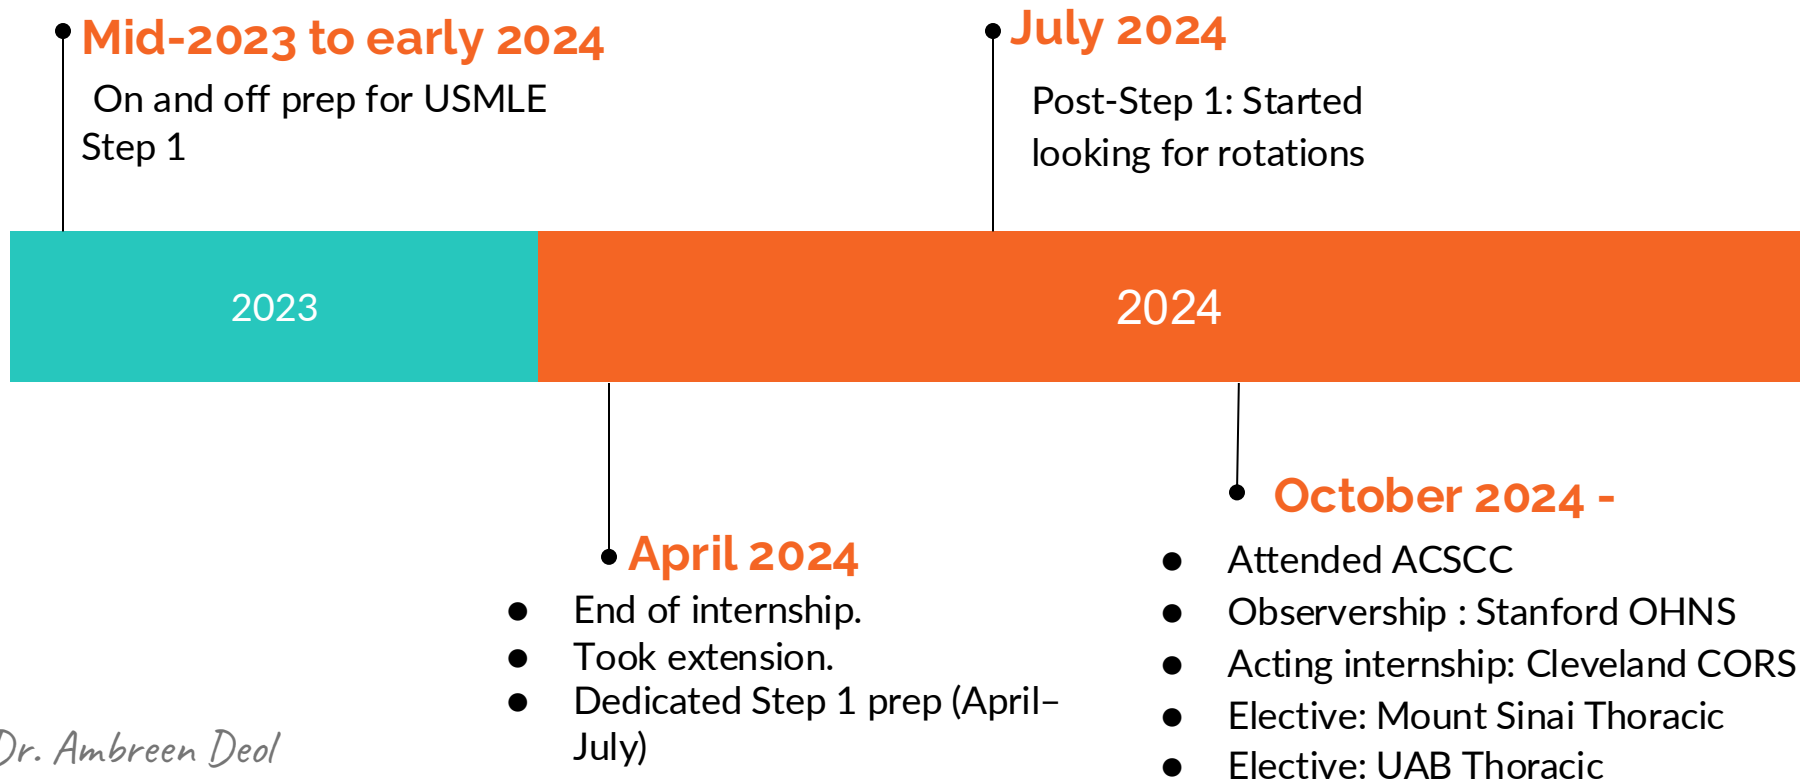 Mid-2023 to early 2024
On and off prep for USMLE
Step 1
July 2024
Post-Step 1: Started
looking for rotations
2023
2024
April 2024
● End of internship.
● Took extension.
● Dedicated Step 1 prep (April–
July)
October 2024 -
● Attended ACSCC
● Observership : Stanford OHNS
● Acting internship: Cleveland CORS
● Elective: Mount Sinai Thoracic
● Elective: UAB Thoracic
Dr. Ambreen Deol